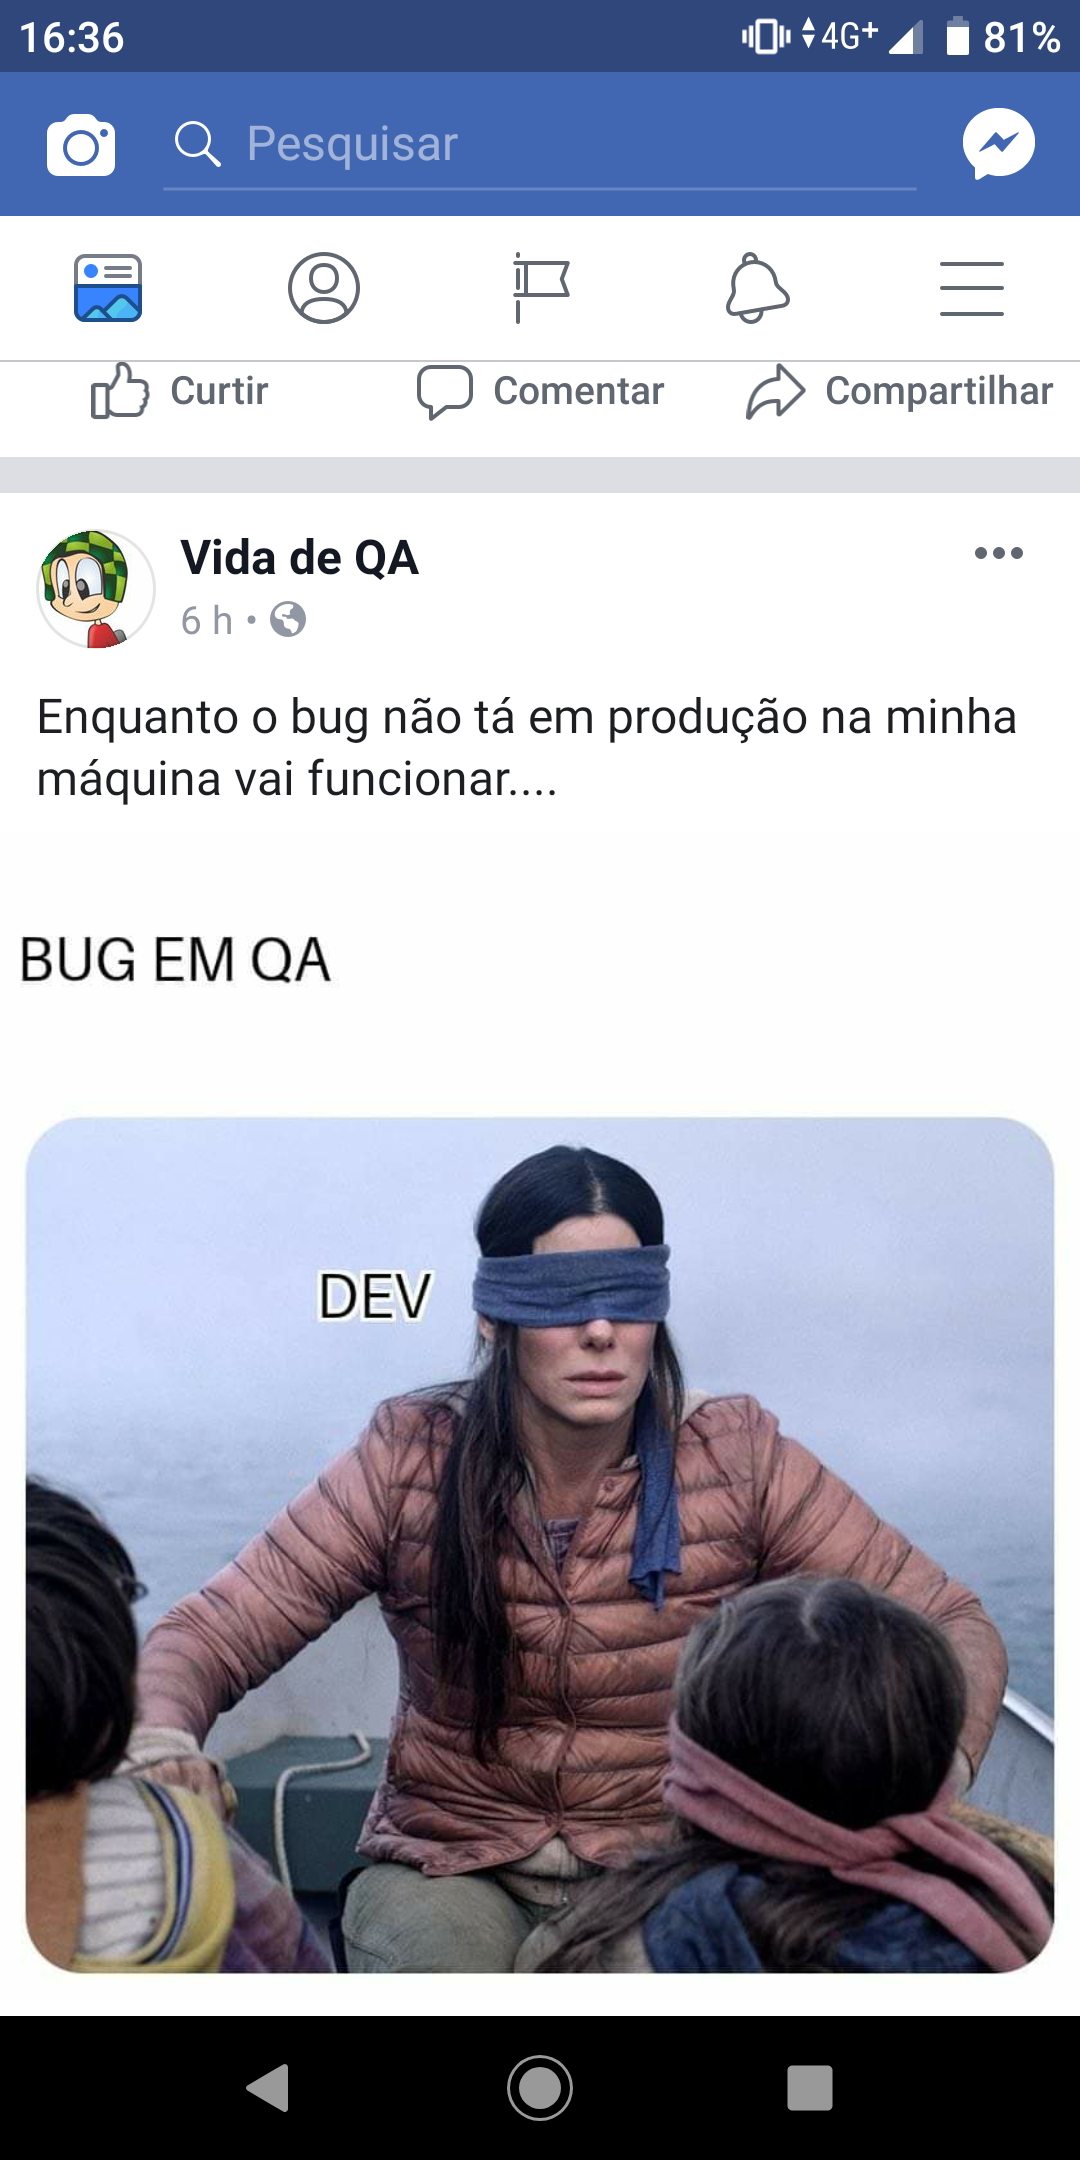 16:36 4G+ 81%
Pesquisar
Curtir Comentar Compartilhar
Vida de QA
6 h •
Enquanto o bug não tá em produção na minha
máquina vai funcionar....
BUG EM QA
DEV